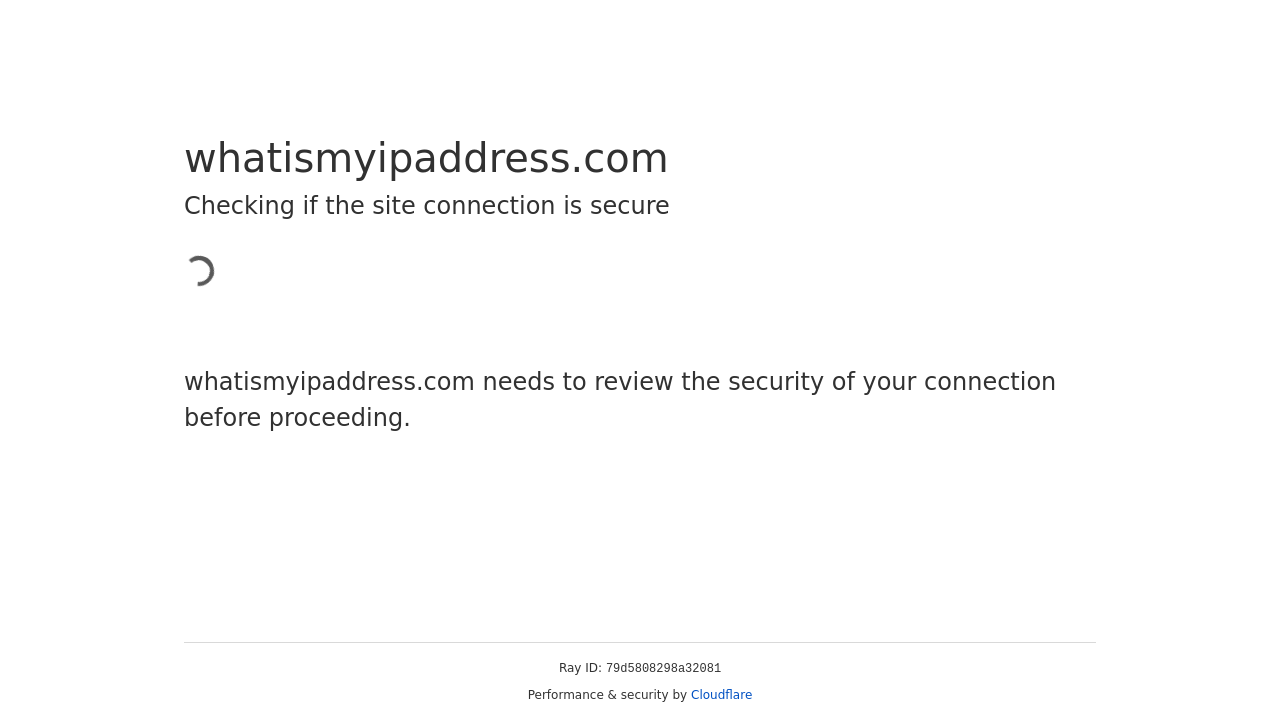 whatismyipaddress.com
Checking if the site connection is secure
whatismyipaddress.com needs to review the security of your connection
before proceeding.
Ray ID: 79d5808298a32081
Performance & security by Cloudflare